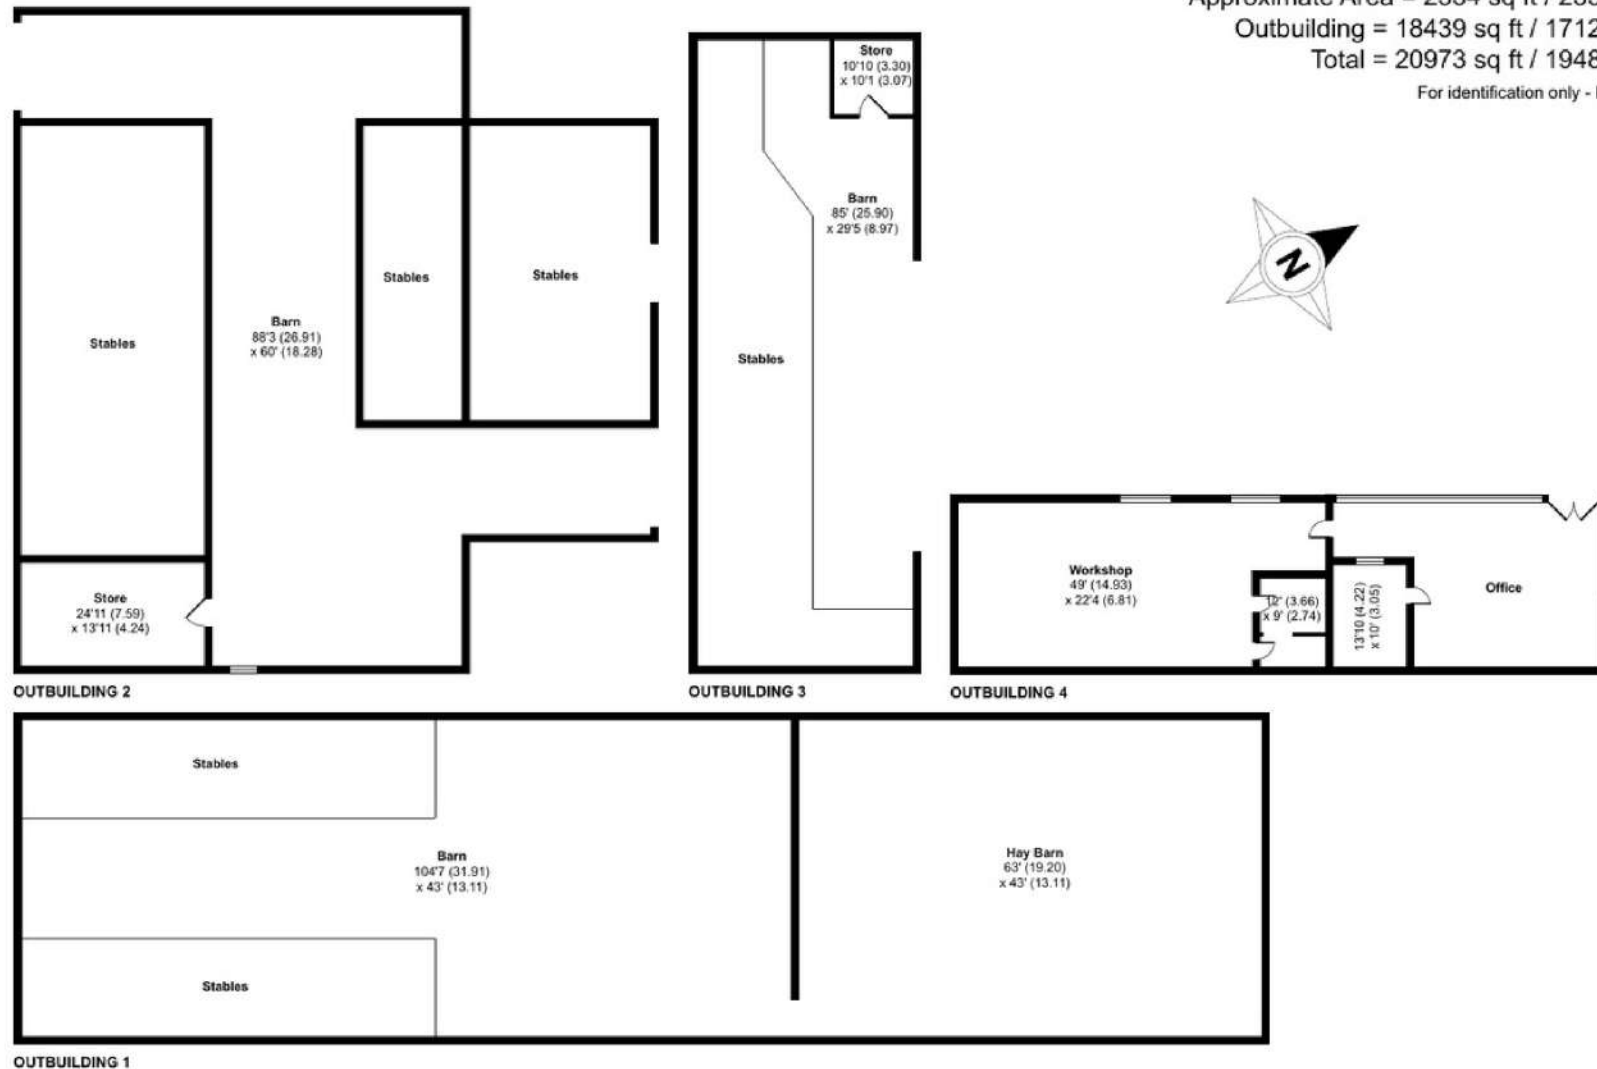 Outbuilding = 18439 sq ft / 1712
Total = 20973 sq ft / 1948
For identification only -
Store
10'10 (3.30)
x 10'1 (3.07)
Barn
85' (25.90)
x 29'5 (8.97)
Stables
N
Stables
Barn
88'3 (26.91)
x 60' (18.28)
Stables
Stables
Store
24'11 (7.59)
x 13'11 (4.24)
Workshop
49' (14.93)
x 22'4 (6.81)
12' (3.66)
x 9' (2.74)
13'10 (4.22)
x 10' (3.05)
Office
OUTBUILDING 2
OUTBUILDING 3
OUTBUILDING 4
Stables
Barn
104'7 (31.91)
x 43' (13.11)
Hay Barn
63' (19.20)
x 43' (13.11)
Stables
OUTBUILDING 1